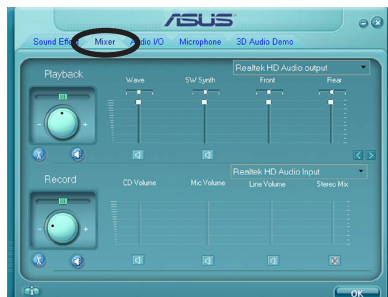 ASUS
Sound Effect Mixer Audio I/O Microphone 3D Audio Demo
Realtek HD Audio output
Playback
Wave SW Synth Front Rear
- +
Realtek HD Audio Input
Record
CD Volume Mic Volume Line Volume Stereo Mix
- +
OK